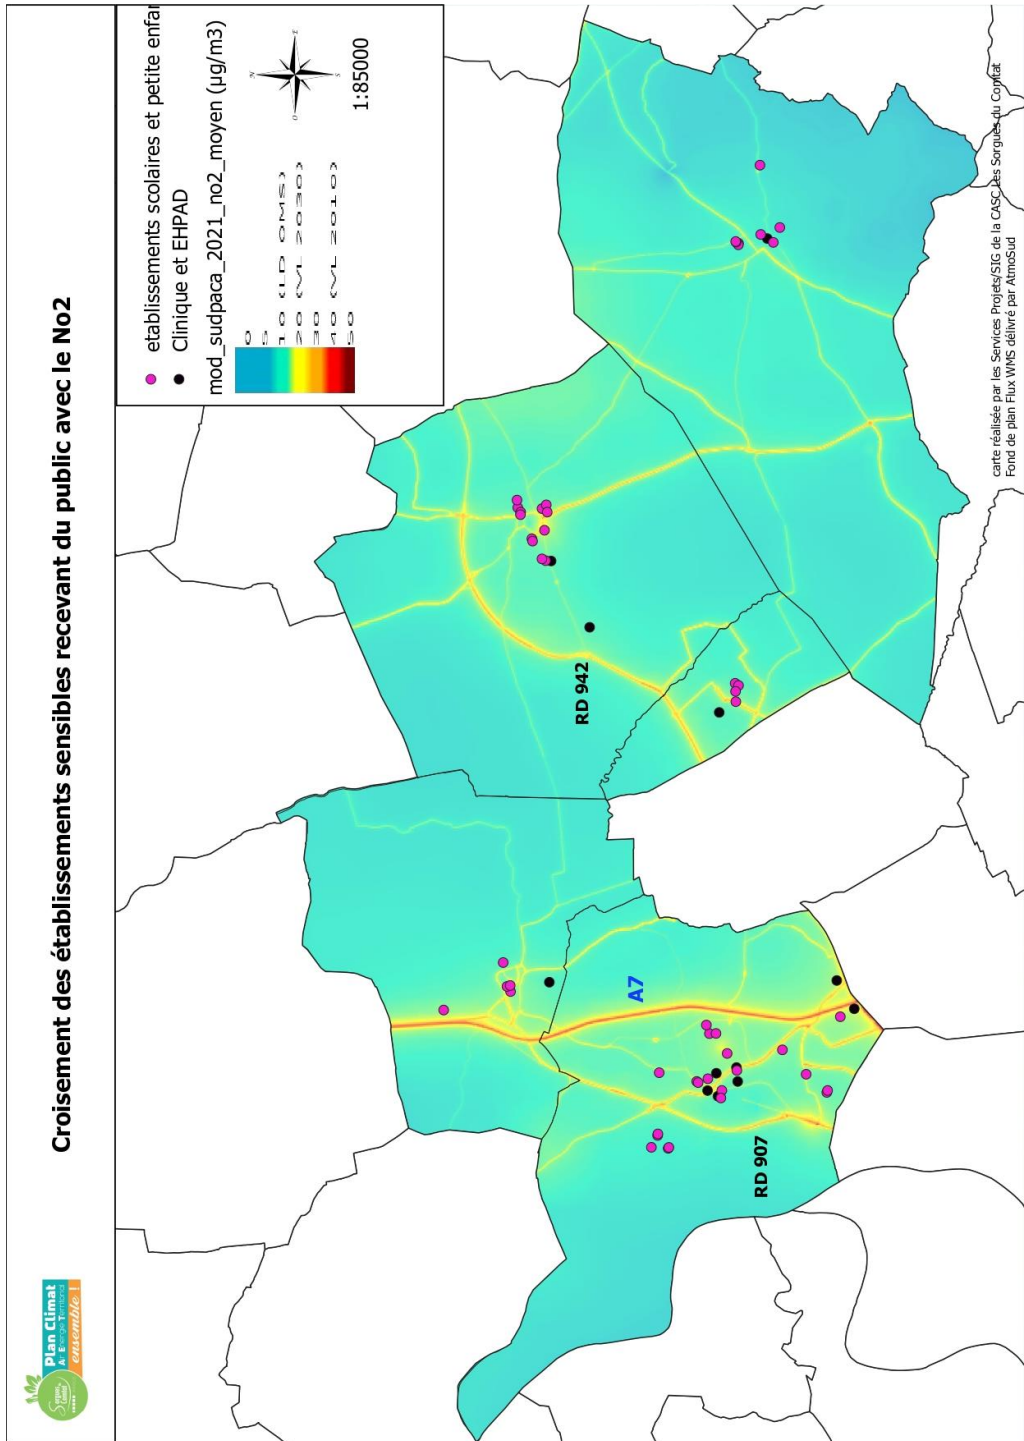 Croisement des établissements sensibles recevant du public avec le No2
Plan Climat
Air Energie Territorial
ensemble !
Sorgues
du Comtat
etablissements scolaires et petite enfan
Clinique et EHPAD
mod_sudpaca_2021_no2_moyen (µg/m3)
0
5
10 (LD OMS)
20 (VL 2030)
30
40 (VL 2010)
50
N
E
S
O
1:85000
RD 942
A7
RD 907
carte réalisée par les Services Projets/SIG de la CASC Les Sorgues du Comtat
Fond de plan Flux WMS délivré par AtmoSud